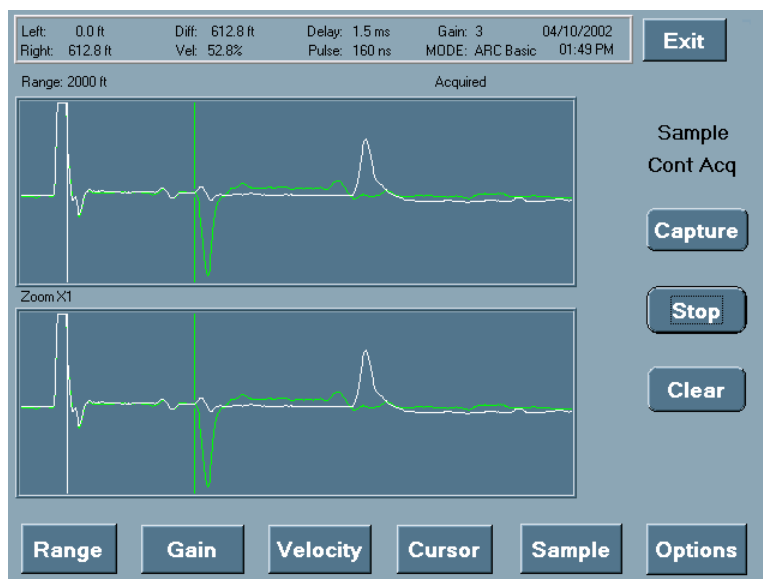 Left: 0.0 ft Diff: 612.8 ft Delay: 1.5 ms Gain: 3 04/10/2002
Right: 612.8 ft Vel: 52.8% Pulse: 160 ns MODE: ARC Basic 01:49 PM
Exit
Range: 2000 ft Acquired
Sample
Cont Acq
Capture
Zoom X1
Stop
Clear
Range Gain Velocity Cursor Sample Options